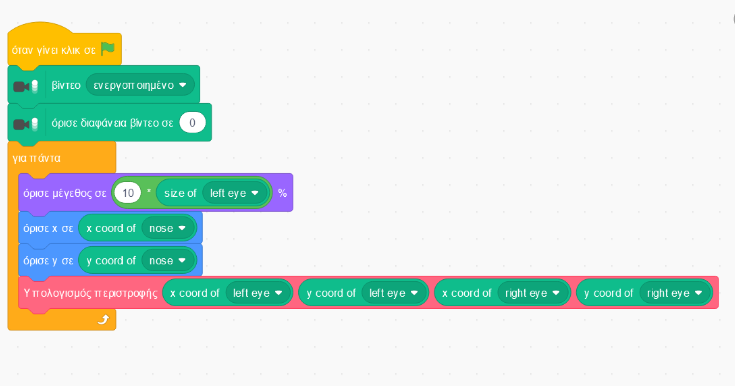 όταν γίνει κλικ σε
βίντεο ενεργοποιημένο
όρισε διαφάνεια βίντεο σε 0
για πάντα
όρισε μέγεθος σε 10 * size of left eye %
όρισε x σε x coord of nose
όρισε y σε y coord of nose
Υπολογισμός περιστροφής x coord of left eye y coord of left eye x coord of right eye y coord of right eye